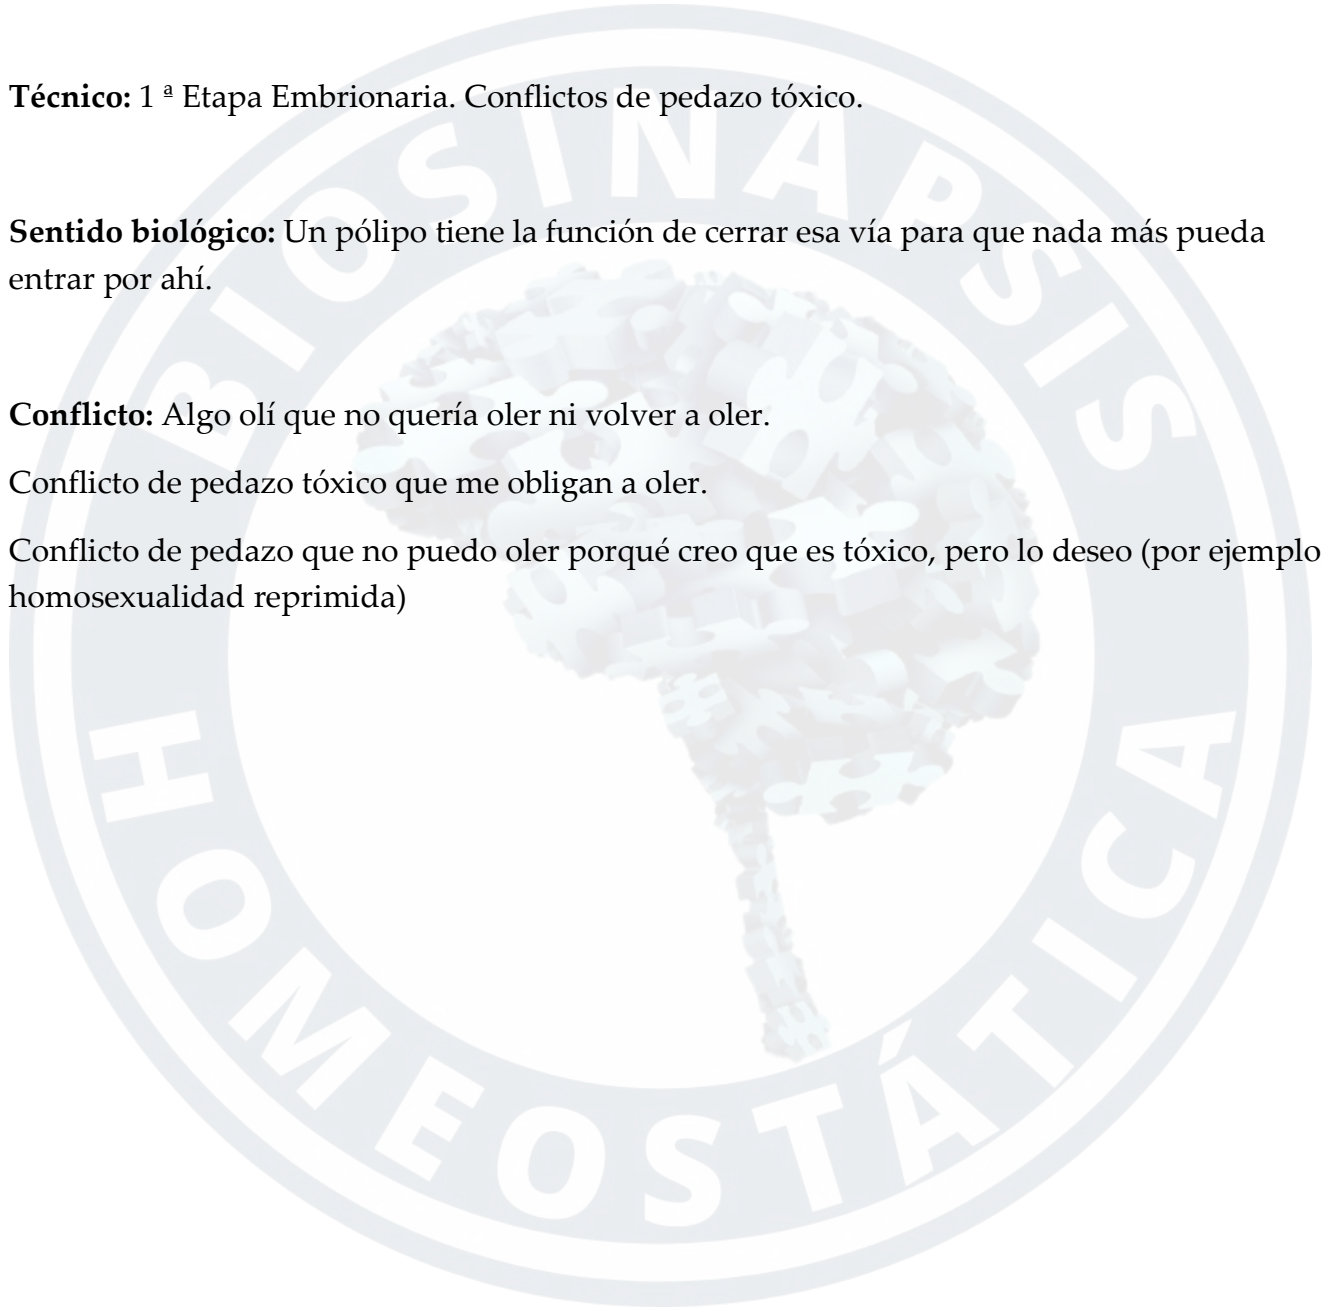 Técnico: 1 ª Etapa Embrionaria. Conflictos de pedazo tóxico.
Sentido biológico: Un pólipo tiene la función de cerrar esa vía para que nada más pueda
entrar por ahí.
Conflicto: Algo olí que no quería oler ni volver a oler.
Conflicto de pedazo tóxico que me obligan a oler.
Conflicto de pedazo que no puedo oler porqué creo que es tóxico, pero lo deseo (por ejemplo
homosexualidad reprimida)
BIOSINAPSIS
HOMEOSTÁTICA